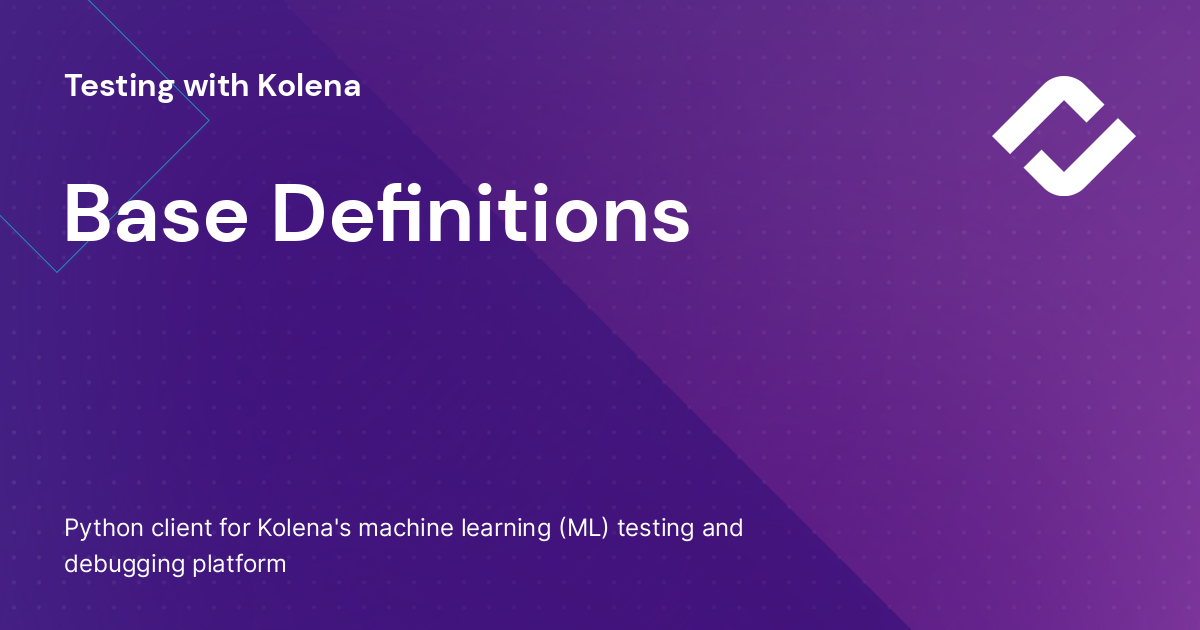 Testing with Kolena
Base Definitions
Python client for Kolena's machine learning (ML) testing and
debugging platform